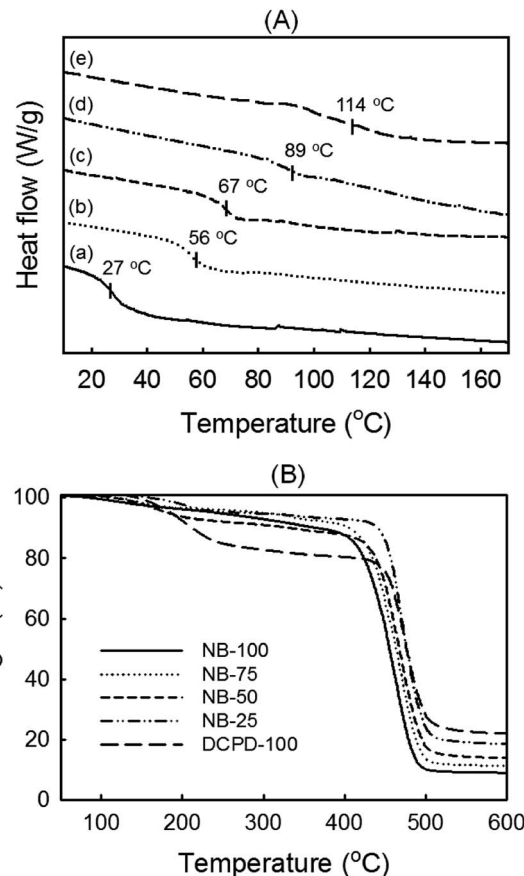 (A)
Heat flow (W/g)
(e)
114 °C
(d)
89 °C
(c)
67 °C
(b)
56 °C
(a)
27 °C
20 40 60 80 100 120 140 160
Temperature (°C)
(B)
100
80
60
40
20
0
NB-100
NB-75
NB-50
NB-25
DCPD-100
100 200 300 400 500 600
Temperature (°C)